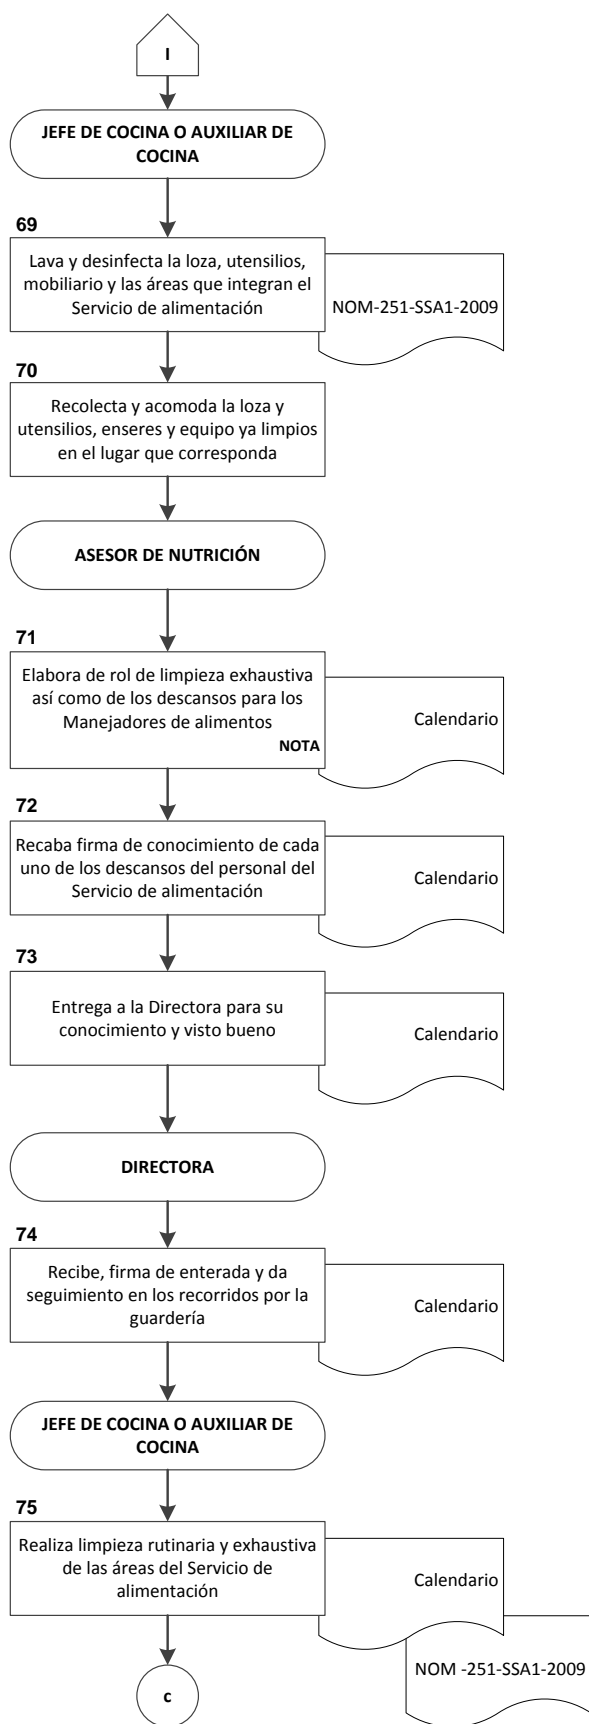 I
JEFE DE COCINA O AUXILIAR DE
COCINA
69
Lava y desinfecta la loza, utensilios,
mobiliario y las áreas que integran el
Servicio de alimentación
NOM-251-SSA1-2009
70
Recolecta y acomoda la loza y
utensilios, enseres y equipo ya limpios
en el lugar que corresponda
ASESOR DE NUTRICIÓN
71
Elabora de rol de limpieza exhaustiva
así como de los descansos para los
Manejadores de alimentos
NOTA
Calendario
72
Recaba firma de conocimiento de cada
uno de los descansos del personal del
Servicio de alimentación
Calendario
73
Entrega a la Directora para su
conocimiento y visto bueno
Calendario
DIRECTORA
74
Recibe, firma de enterada y da
seguimiento en los recorridos por la
guardería
Calendario
JEFE DE COCINA O AUXILIAR DE
COCINA
75
Realiza limpieza rutinaria y exhaustiva
de las áreas del Servicio de
alimentación
Calendario
NOM -251-SSA1-2009
c